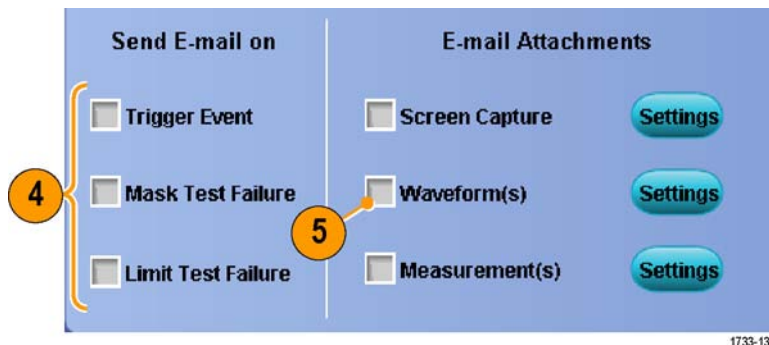 Send E-mail on
E-mail Attachments
Trigger Event
Screen Capture
Settings
4
Mask Test Failure
5
Waveform(s)
Settings
Limit Test Failure
Measurement(s)
Settings
1733-13